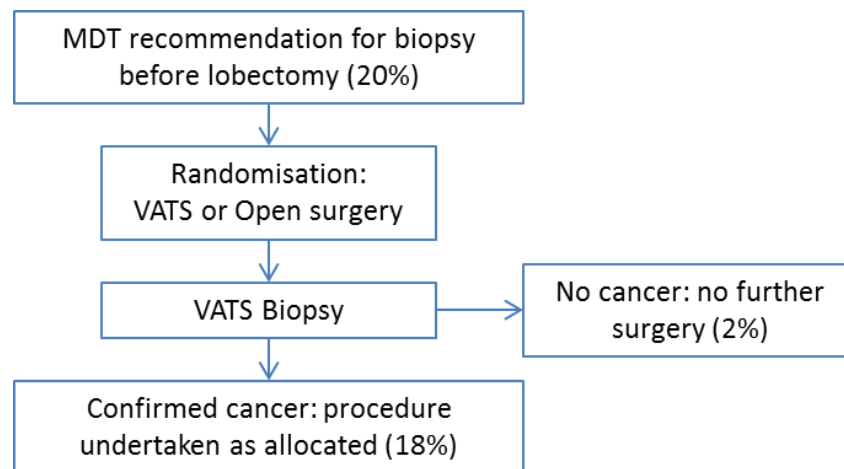 MDT recommendation for biopsy
before lobectomy (20%)
Randomisation:
VATS or Open surgery
VATS Biopsy
No cancer: no further
surgery (2%)
Confirmed cancer: procedure
undertaken as allocated (18%)